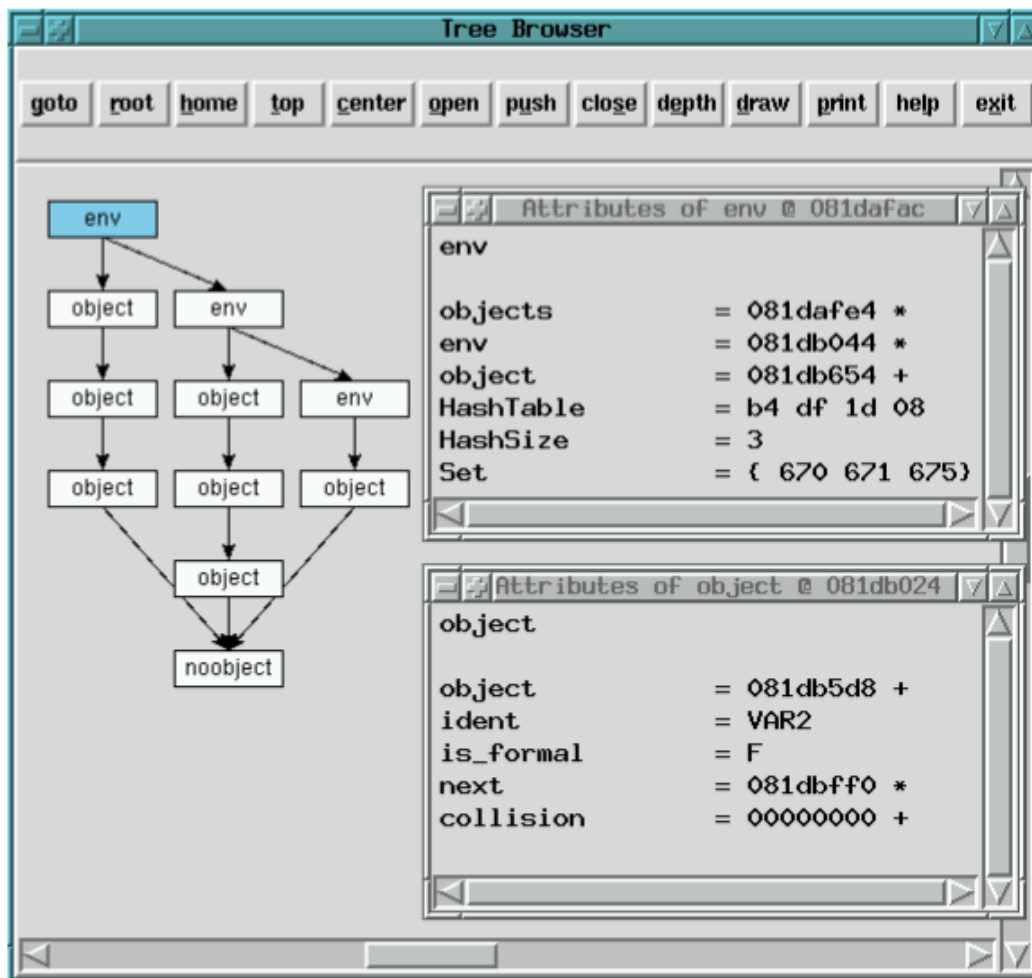 Tree Browser
goto root home top center open push close depth draw print help exit
env
object env
object object env
object object object
object
noobject
Attributes of env @ 081dafac
env
objects = 081dafe4 *
env = 081db044 *
object = 081db654 +
HashTable = b4 df 1d 08
HashSize = 3
Set = { 670 671 675}
Attributes of object @ 081db024
object
object = 081db5d8 +
ident = VAR2
is_formal = F
next = 081dbff0 *
collision = 00000000 +